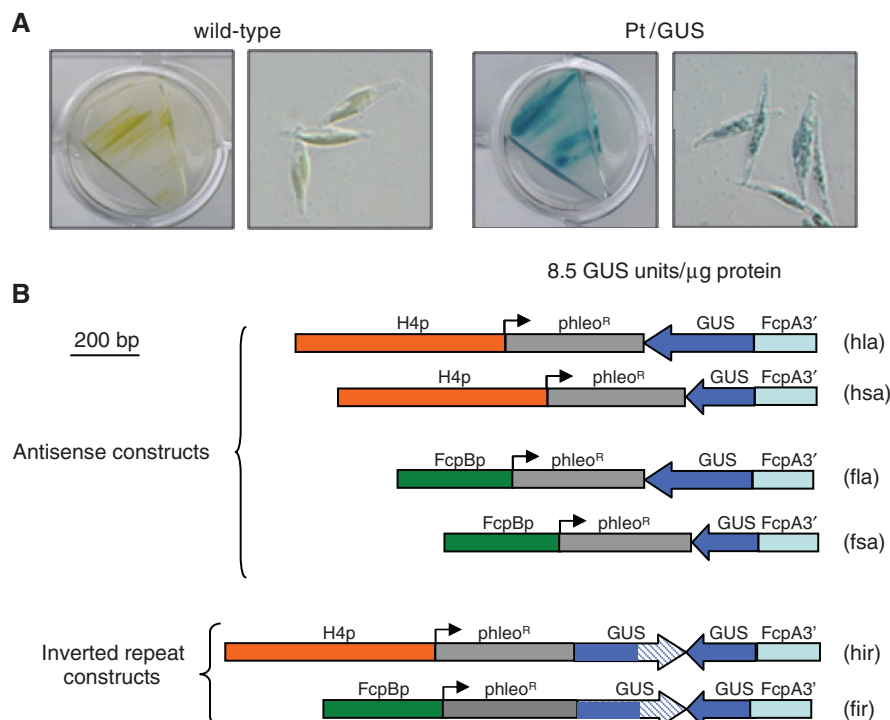 A
wild-type
Pt/GUS
8.5 GUS units/μg protein
B
200 bp
H4p
phleoR
GUS
FcpA3′
(hla)
H4p
phleoR
GUS
FcpA3′
(hsa)
Antisense constructs
FcpBp
phleoR
GUS
FcpA3′
(fla)
FcpBp
phleoR
GUS
FcpA3′
(fsa)
Inverted repeat
constructs
H4p
phleoR
GUS
GUS
FcpA3'
(hir)
FcpBp
phleoR
GUS
GUS
FcpA3'
(fir)